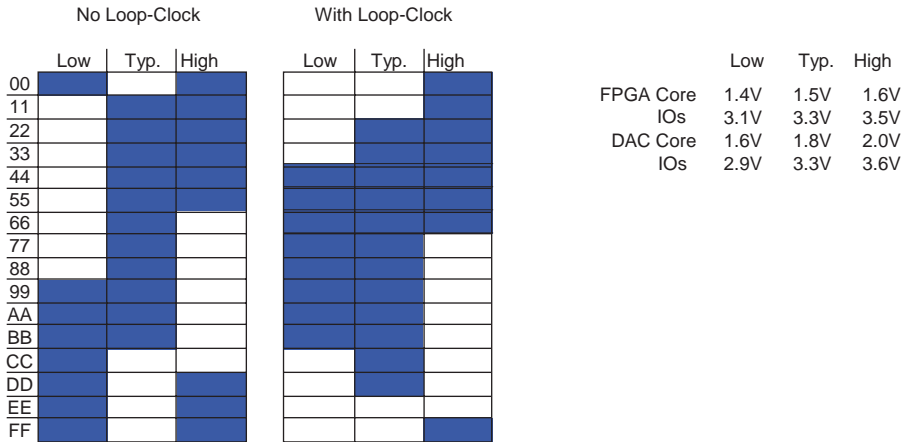 No Loop-Clock With Loop-Clock
Low Typ. High Low Typ. High Low Typ. High
00
11
22
33
44
55
66
77
88
99
AA
BB
CC
DD
EE
FF
FPGA Core 1.4V 1.5V 1.6V
IOs 3.1V 3.3V 3.5V
DAC Core 1.6V 1.8V 2.0V
IOs 2.9V 3.3V 3.6V